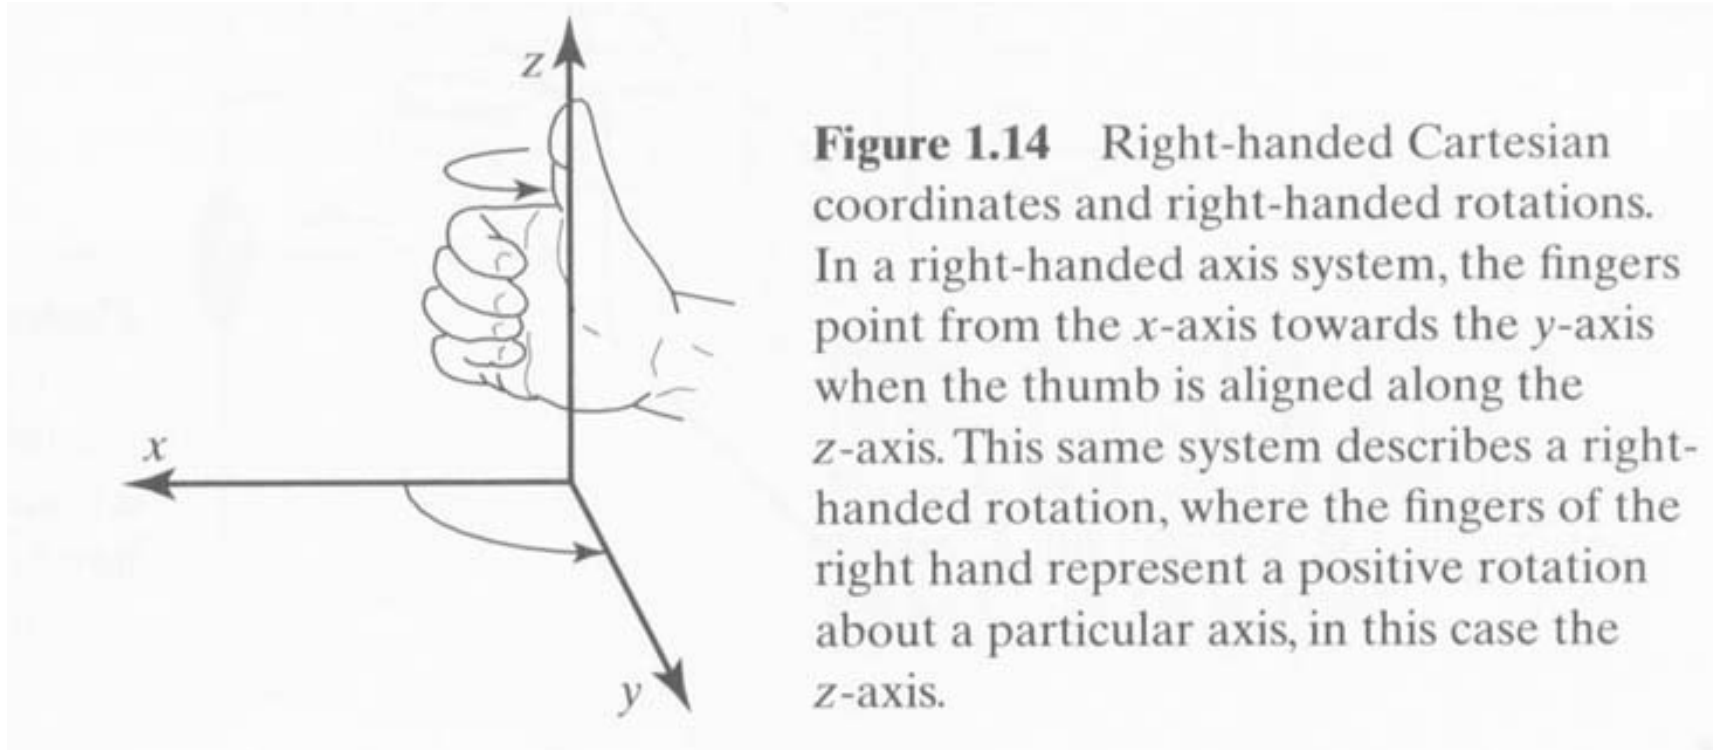 z
x
y
Figure 1.14 Right-handed Cartesian
coordinates and right-handed rotations.
In a right-handed axis system, the fingers
point from the x-axis towards the y-axis
when the thumb is aligned along the
z-axis. This same system describes a right-
handed rotation, where the fingers of the
right hand represent a positive rotation
about a particular axis, in this case the
z-axis.